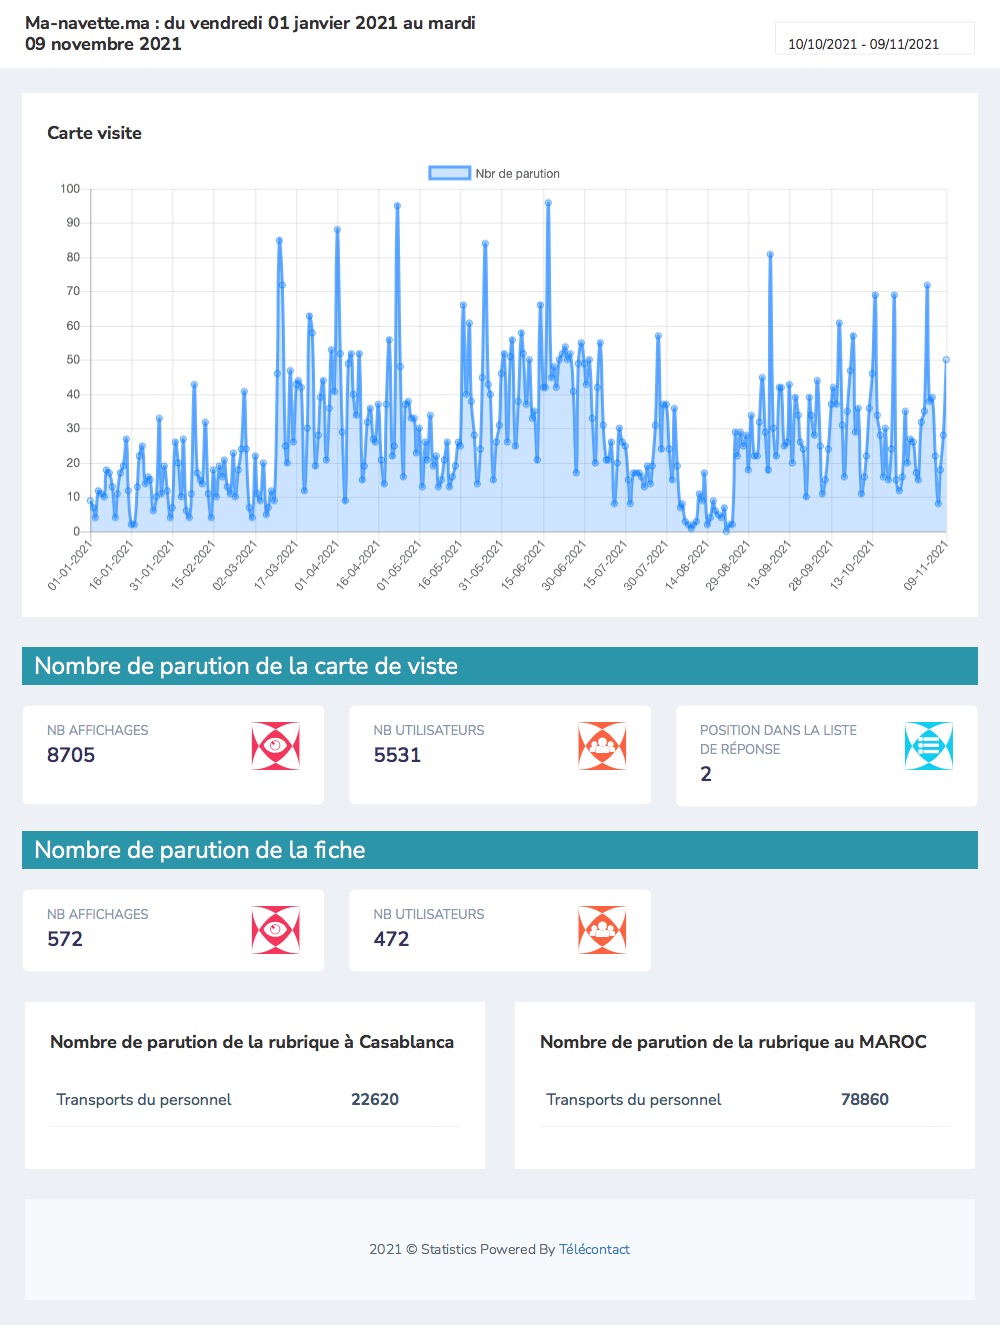 Ma-navette.ma : du vendredi 01 janvier 2021 au mardi
09 novembre 2021
10/10/2021 - 09/11/2021
Carte visite
Nbr de parution
100
90
80
70
60
50
40
30
20
10
0
01-01-2021
16-01-2021
31-01-2021
15-02-2021
02-03-2021
17-03-2021
01-04-2021
16-04-2021
01-05-2021
16-05-2021
31-05-2021
15-06-2021
30-06-2021
15-07-2021
30-07-2021
14-08-2021
29-08-2021
13-09-2021
28-09-2021
13-10-2021
09-11-2021
Nombre de parution de la carte de viste
NB AFFICHAGES
8705
NB UTILISATEURS
5531
POSITION DANS LA LISTE
DE RÉPONSE
2
Nombre de parution de la fiche
NB AFFICHAGES
572
NB UTILISATEURS
472
Nombre de parution de la rubrique à Casablanca
Transports du personnel 22620
Nombre de parution de la rubrique au MAROC
Transports du personnel 78860
2021 © Statistics Powered By Télécontact